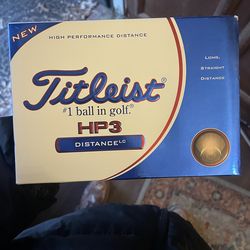 NEW
HIGH PERFORMANCE DISTANCE
LONG,
STRAIGHT
DISTANCE
Titleist®
#1 ball in golf.®
HP3
DISTANCE LC